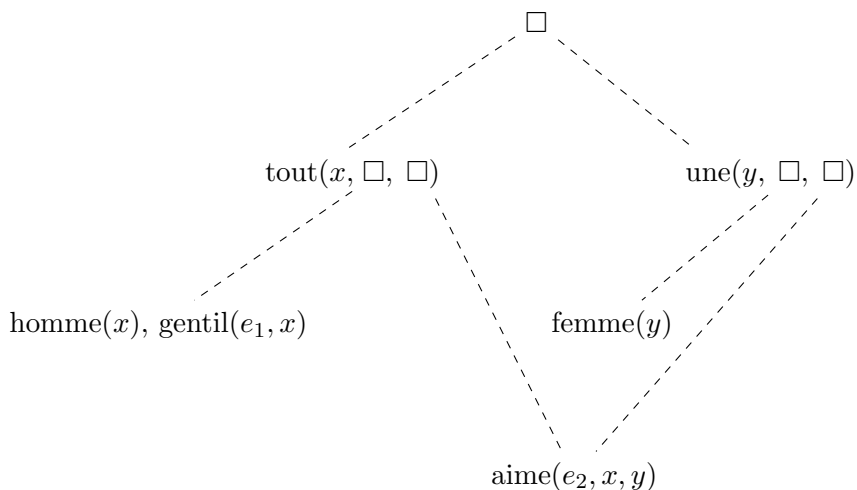 □
tout(x, □, □) une(y, □, □)
homme(x), gentil(e₁, x) femme(y)
aime(e₂, x, y)